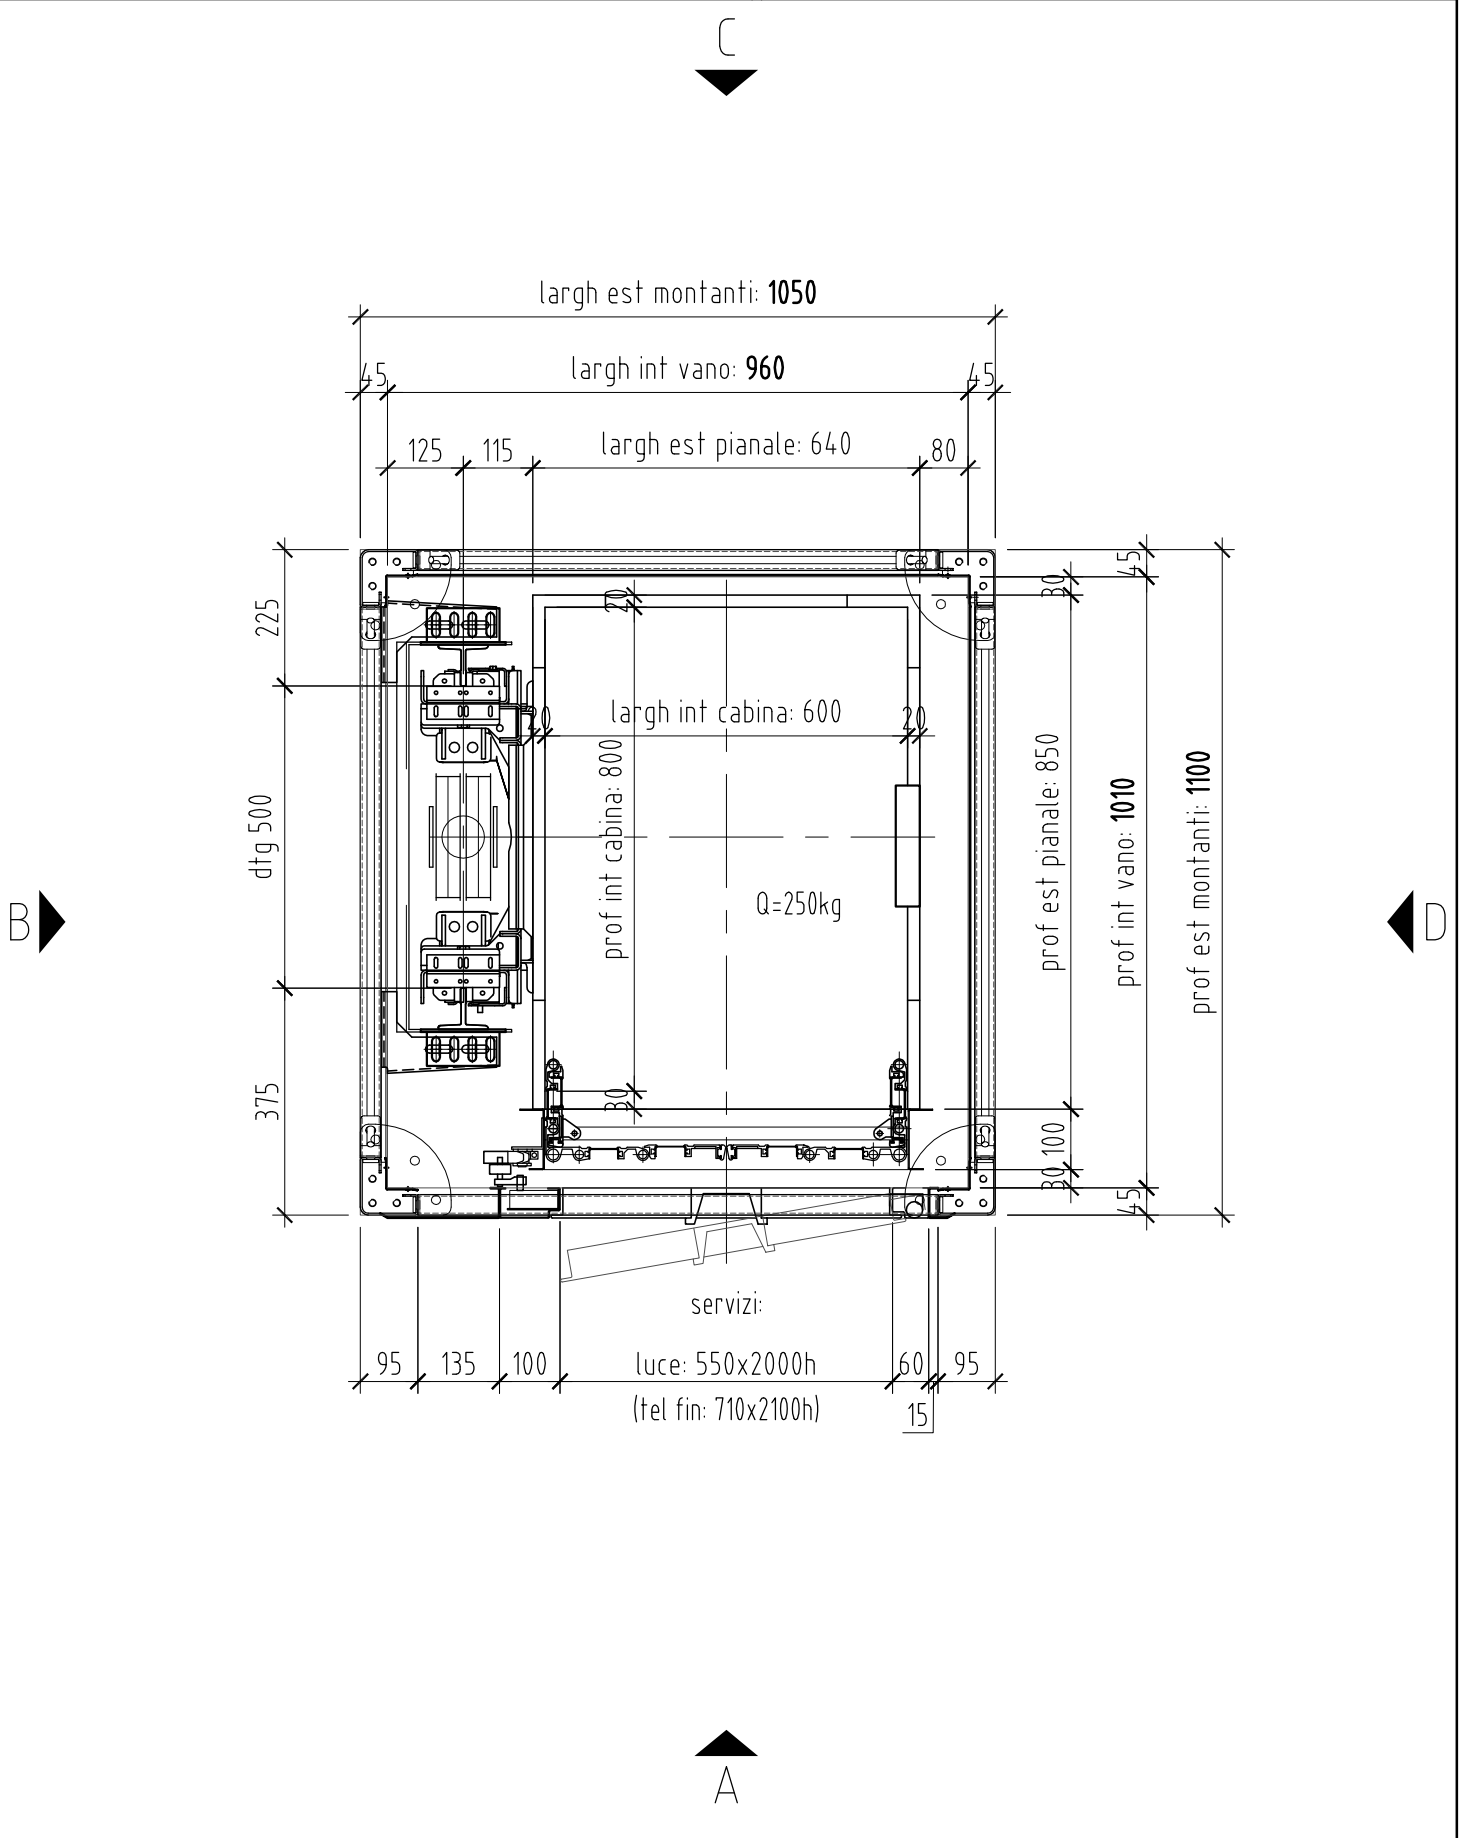 C
largh est montanti: 1050
45
largh int vano: 960
45
125
115
largh est pianale: 640
80
225
dtg 500
375
45
30
20
20
largh int cabina: 600
20
prof int cabina: 800
prof est pianale: 850
prof int vano: 1010
prof est montanti: 1100
Q=250kg
B
D
30
100
30
45
servizi:
95
135
100
luce: 550x2000h
60
95
(tel fin: 710x2100h)
15
A